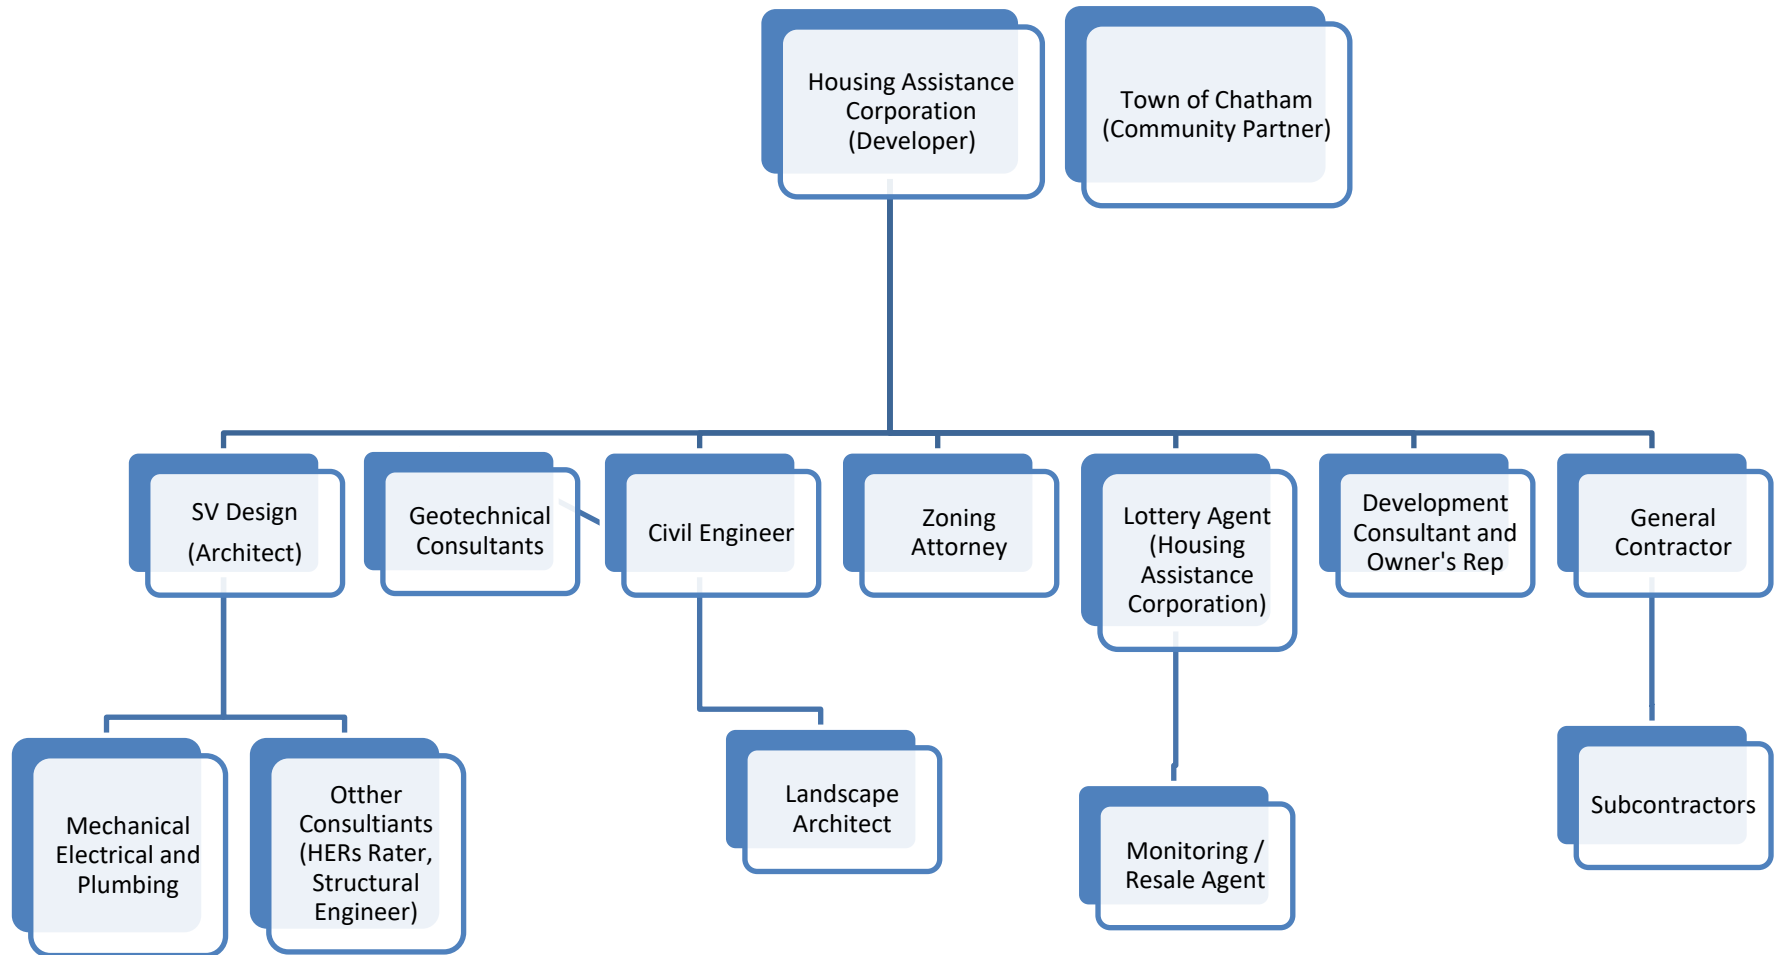 Housing Assistance
Corporation
(Developer)
Town of Chatham
(Community Partner)
SV Design
(Architect)
Geotechnical
Consultants
Civil Engineer
Zoning
Attorney
Lottery Agent
(Housing
Assistance
Corporation)
Development
Consultant and
Owner's Rep
General
Contractor
Mechanical
Electrical and
Plumbing
Otther
Consultiants
(HERs Rater,
Structural
Engineer)
Landscape
Architect
Monitoring /
Resale Agent
Subcontractors